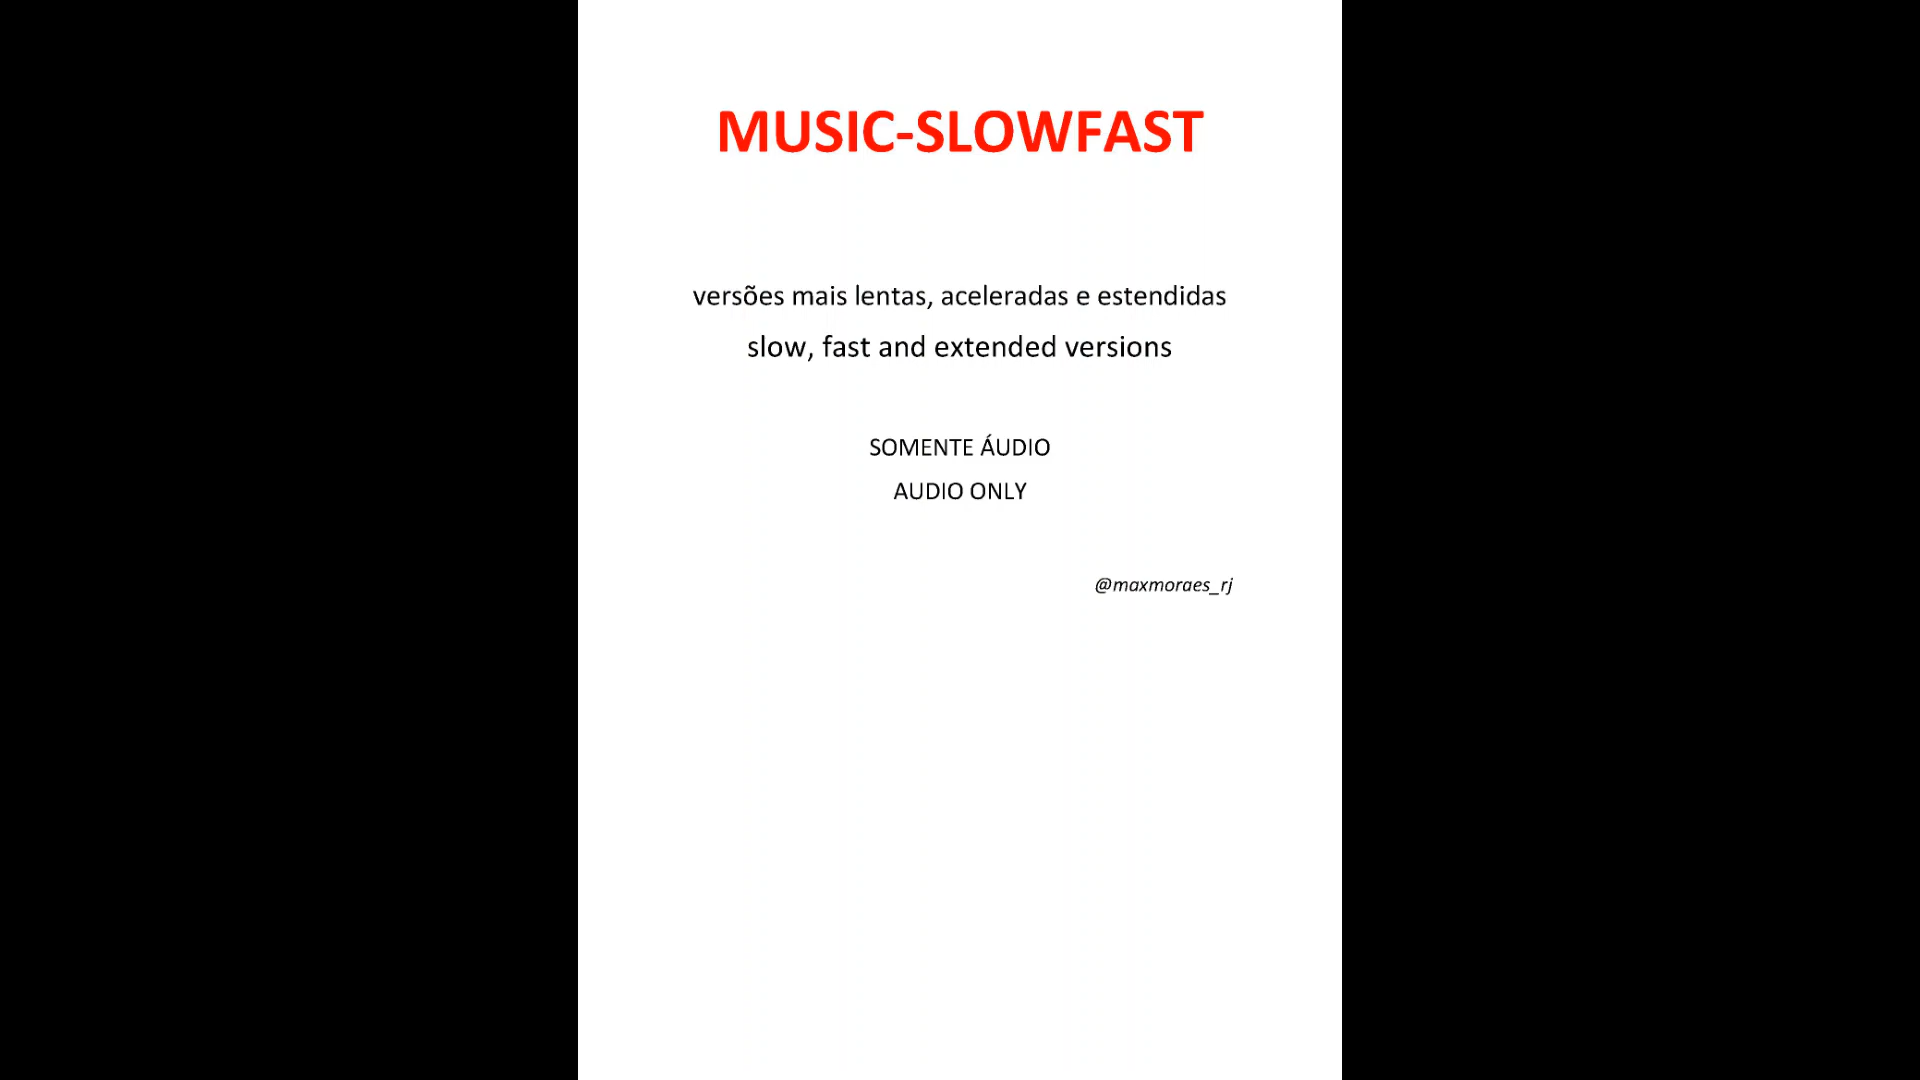 MUSIC-SLOWFAST
versões mais lentas, aceleradas e estendidas
slow, fast and extended versions
SOMENTE ÁUDIO
AUDIO ONLY
@maxmoraes_rj